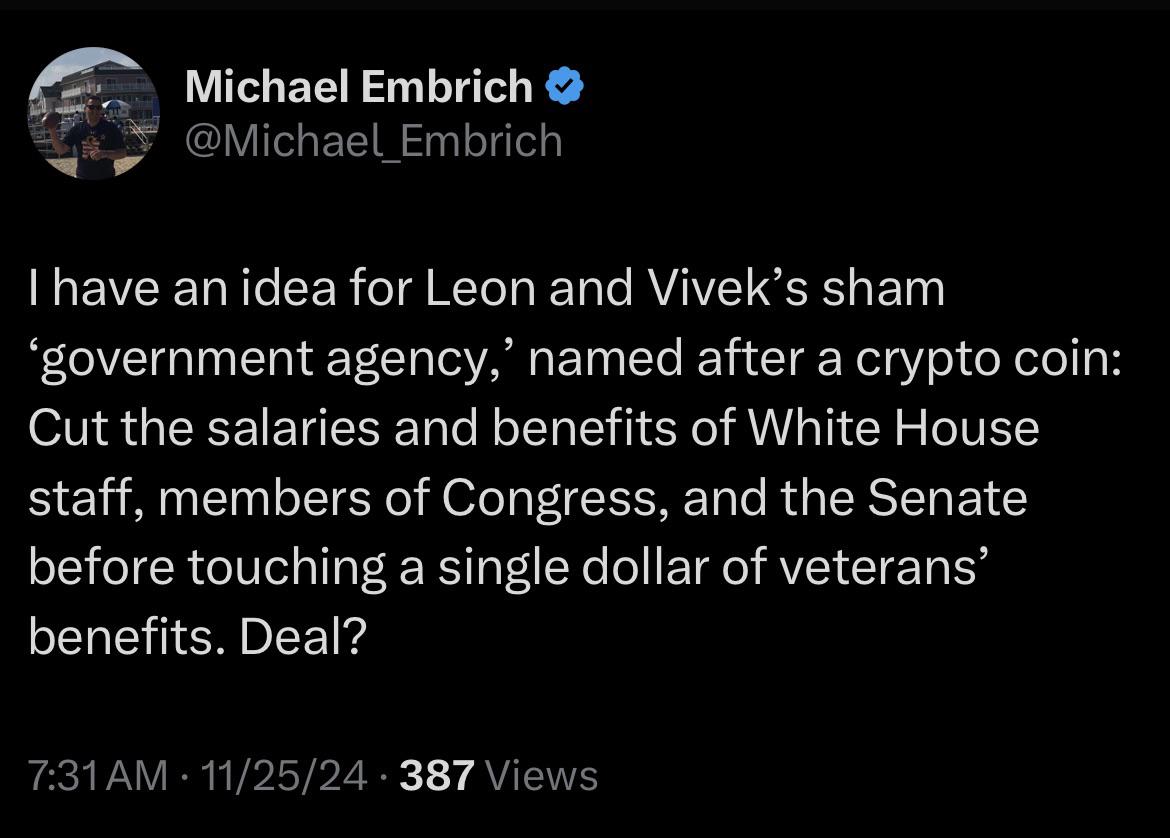 Michael Embrich
@Michael_Embrich
I have an idea for Leon and Vivek’s sham
‘government agency,’ named after a crypto coin:
Cut the salaries and benefits of White House
staff, members of Congress, and the Senate
before touching a single dollar of veterans’
benefits. Deal?
7:31 AM · 11/25/24 · 387 Views